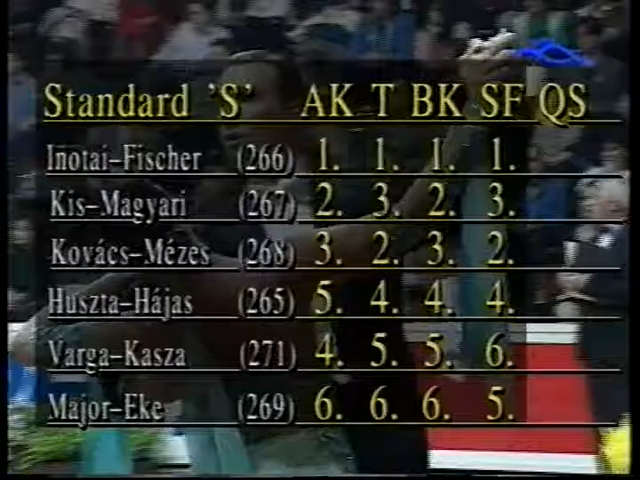 Standard 'S' AK T BK SF QS
Inotai–Fischer (266) 1. 1. 1. 1.
Kis–Magyari (267) 2. 3. 2. 3.
Kovács–Mézes (268) 3. 2. 3. 2.
Huszta–Hájas (265) 5. 4. 4. 4.
Varga–Kasza (271) 4. 5. 5. 6.
Major–Eke (269) 6. 6. 6. 5.